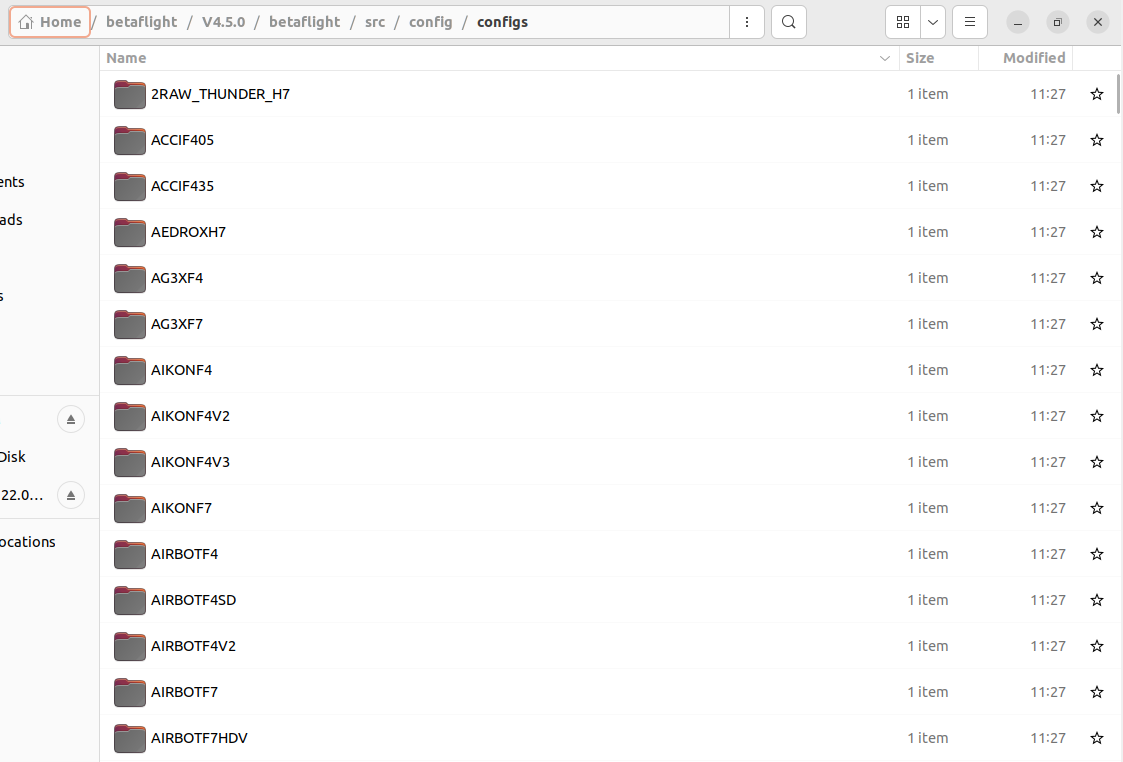 Home / betaflight / V4.5.0 / betaflight / src / config / configs
Name Size Modified
2RAW_THUNDER_H7 1 item 11:27
ACCIF405 1 item 11:27
ents
ACCIF435 1 item 11:27
ads
AEDROXH7 1 item 11:27
AG3XF4 1 item 11:27
s
AG3XF7 1 item 11:27
AIKONF4 1 item 11:27
AIKONF4V2 1 item 11:27
Disk
AIKONF4V3 1 item 11:27
22.0...
AIKONF7 1 item 11:27
ocations
AIRBOTF4 1 item 11:27
AIRBOTF4SD 1 item 11:27
AIRBOTF4V2 1 item 11:27
AIRBOTF7 1 item 11:27
AIRBOTF7HDV 1 item 11:27